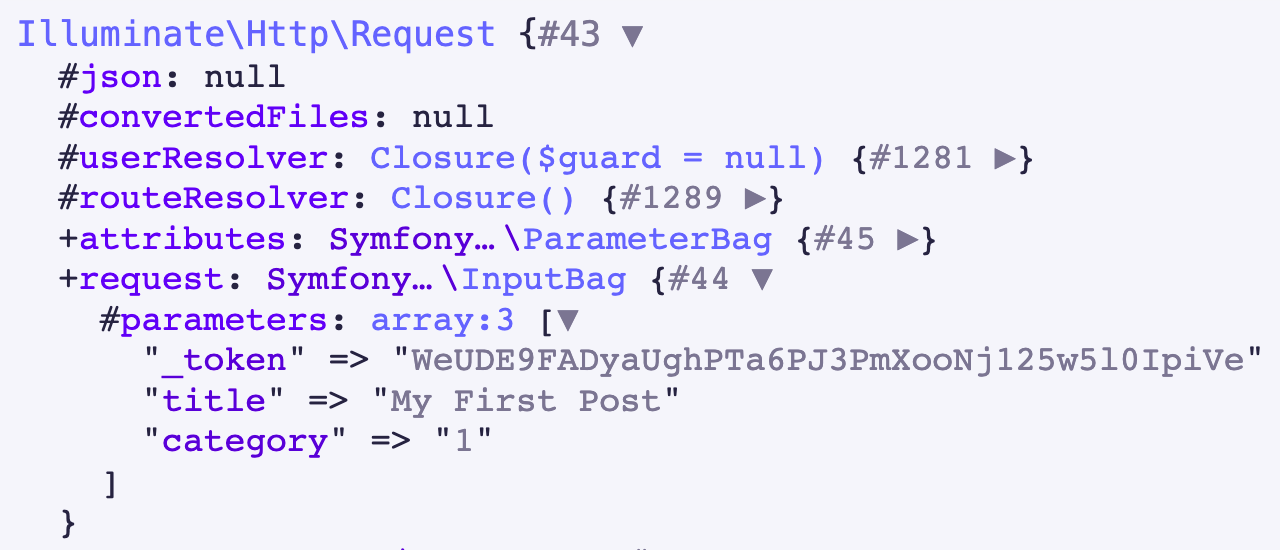 Illuminate\Http\Request {#43 ▼
#json: null
#convertedFiles: null
#userResolver: Closure($guard = null) {#1281 ▶}
#routeResolver: Closure() {#1289 ▶}
+attributes: Symfony…\ParameterBag {#45 ▶}
+request: Symfony…\InputBag {#44 ▼
#parameters: array:3 [▼
"_token" => "WeUDE9FADyaUghPTa6PJ3PmXooNj125w5l0IpiVe"
"title" => "My First Post"
"category" => "1"
]
}